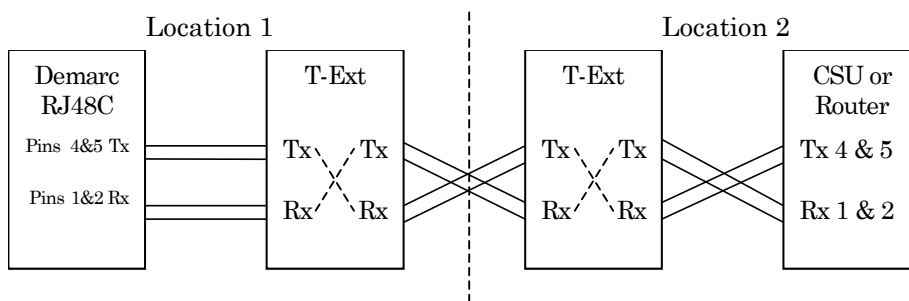 Location 1
Location 2
Demarc
RJ48C
Pins 4&5 Tx
Pins 1&2 Rx
T-Ext
Tx Tx
Rx Rx
T-Ext
Tx Tx
Rx Rx
CSU or
Router
Tx 4 & 5
Rx 1 & 2